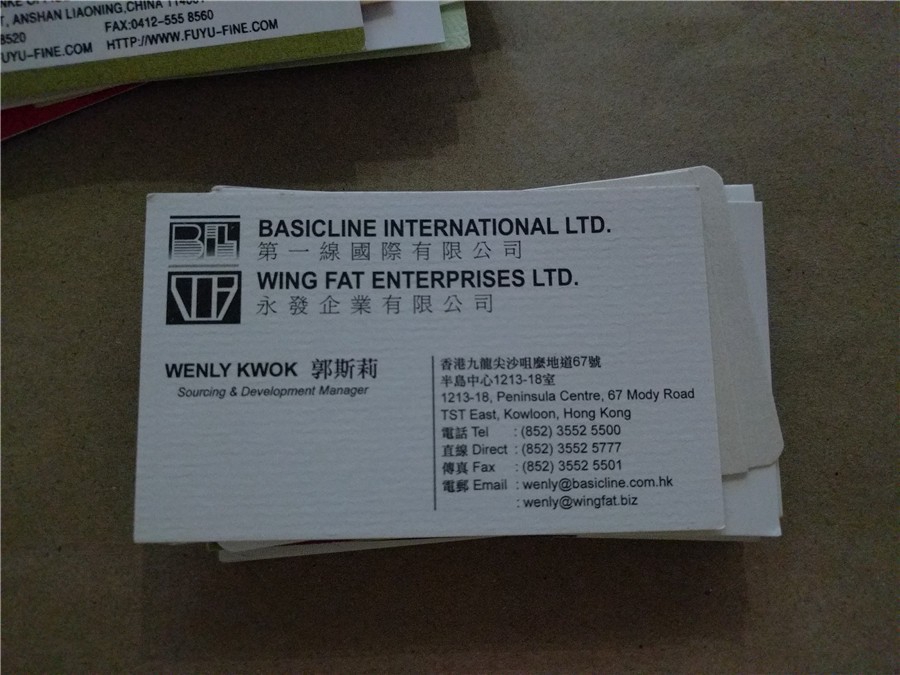 T, ANSHAN LIAONING,CHINA
8520 FAX:0412-555 8560
UYU-FINE.COM HTTP://WWW.FUYU-FINE.COM
BIL BASICLINE INTERNATIONAL LTD.
第一線國際有限公司
WING FAT ENTERPRISES LTD.
永發企業有限公司
WENLY KWOK 郭斯莉
Sourcing & Development Manager
香港九龍尖沙咀麼地道67號
半島中心1213-18室
1213-18, Peninsula Centre, 67 Mody Road
TST East, Kowloon, Hong Kong
電話 Tel : (852) 3552 5500
直線 Direct : (852) 3552 5777
傳真 Fax : (852) 3552 5501
電郵 Email : wenly@basicline.com.hk
: wenly@wingfat.biz